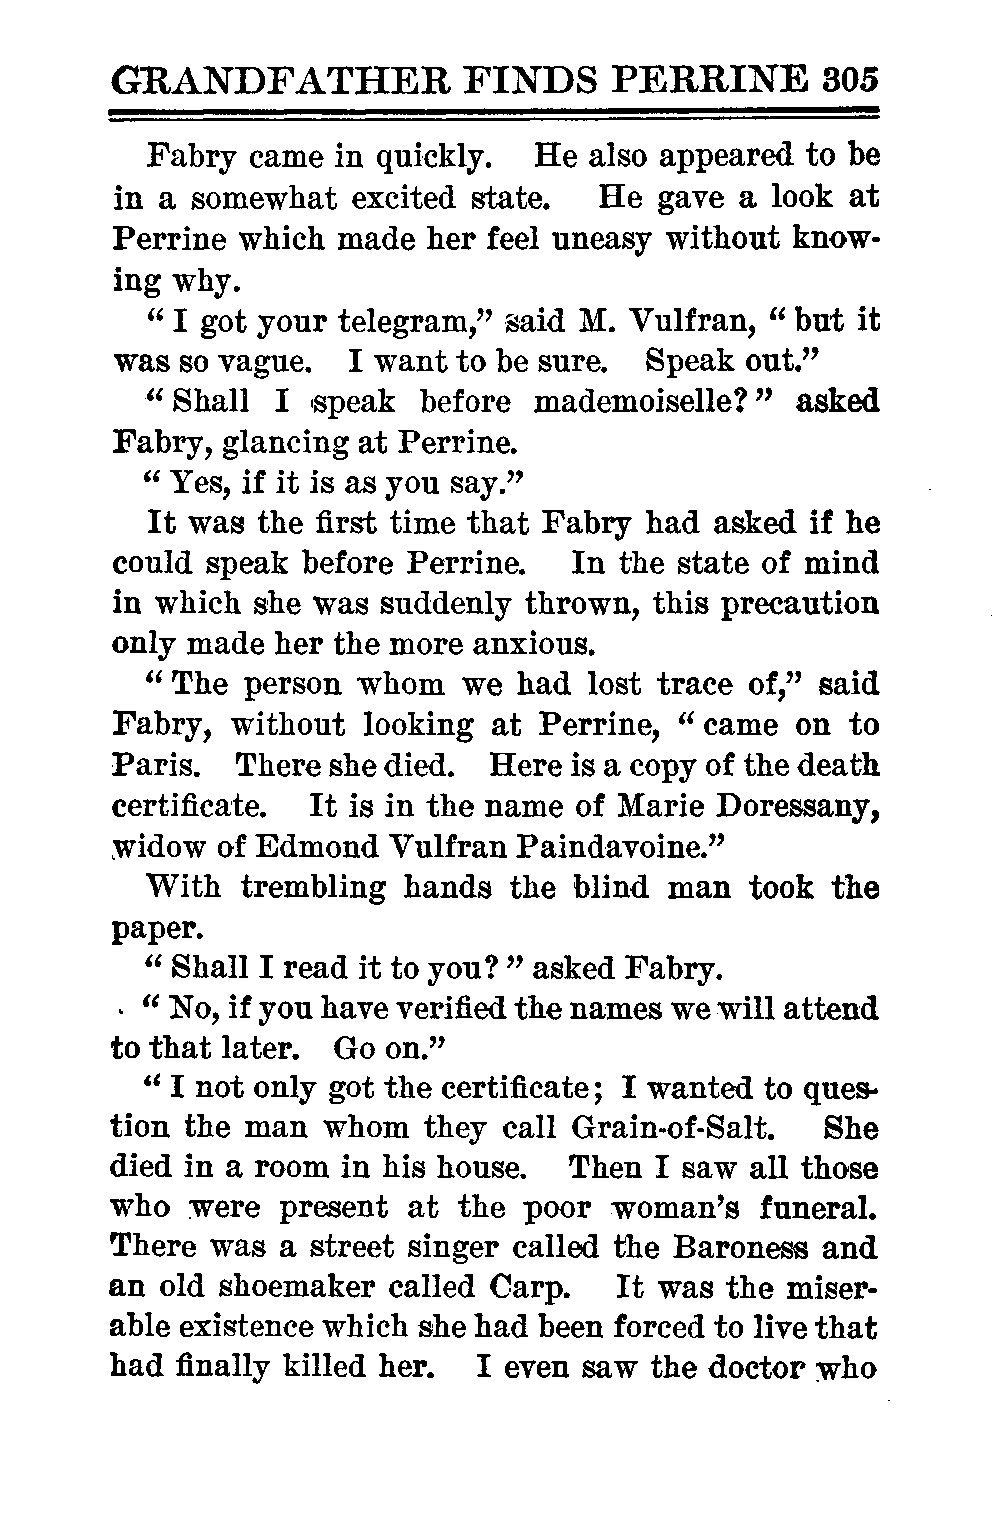 GRANDFATHER FINDS PERRINE 305
Fabry came in quickly. He also appeared to be
in a somewhat excited state. He gave a look at
Perrine which made her feel uneasy without know-
ing why.
“ I got your telegram,” said M. Vulfran, “ but it
was so vague. I want to be sure. Speak out.”
“ Shall I speak before mademoiselle? ” asked
Fabry, glancing at Perrine.
“ Yes, if it is as you say.”
It was the first time that Fabry had asked if he
could speak before Perrine. In the state of mind
in which she was suddenly thrown, this precaution
only made her the more anxious.
“ The person whom we had lost trace of,” said
Fabry, without looking at Perrine, “ came on to
Paris. There she died. Here is a copy of the death
certificate. It is in the name of Marie Doressany,
widow of Edmond Vulfran Paindavoine.”
With trembling hands the blind man took the
paper.
“ Shall I read it to you? ” asked Fabry.
“ No, if you have verified the names we will attend
to that later. Go on.”
“ I not only got the certificate; I wanted to ques-
tion the man whom they call Grain-of-Salt. She
died in a room in his house. Then I saw all those
who were present at the poor woman’s funeral.
There was a street singer called the Baroness and
an old shoemaker called Carp. It was the miser-
able existence which she had been forced to live that
had finally killed her. I even saw the doctor who